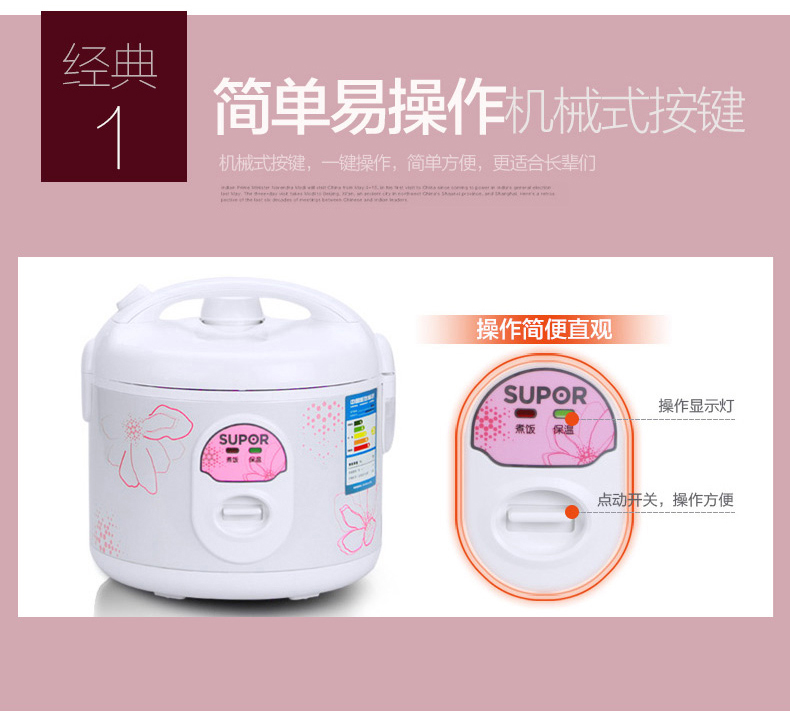 经典
1
简单易操作机械式按键
机械式按键，一键操作，简单方便，更适合长辈们
操作简便直观
SUPOR
煮饭 保温
SUPOR
煮饭 保温
操作显示灯
点动开关，操作方便